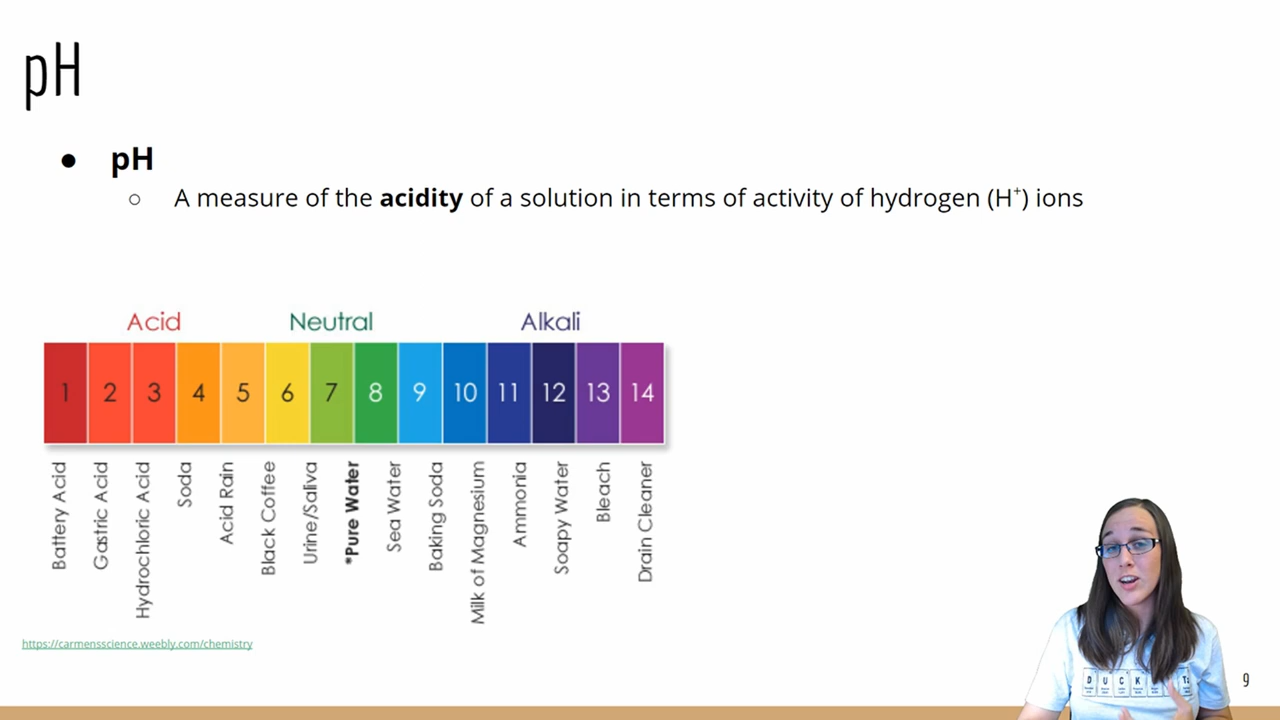 pH
● pH
○ A measure of the acidity of a solution in terms of activity of hydrogen (H⁺) ions
Acid Neutral Alkali
1 2 3 4 5 6 7 8 9 10 11 12 13 14
Battery Acid
Gastric Acid
Hydrochloric Acid
Soda
Acid Rain
Black Coffee
Urine/Saliva
*Pure Water
Sea Water
Baking Soda
Milk of Magnesium
Ammonia
Soapy Water
Bleach
Drain Cleaner
https://carmensscience.weebly.com/chemistry
D U C K
9